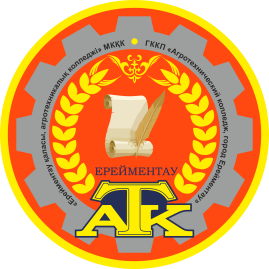 «Ерейментау қаласы, агротехникалық колледжі» МКҚК
ГККП «Агротехнический колледж, город Ерейментау»
ЕРЕЙМЕНТАУ
АТК